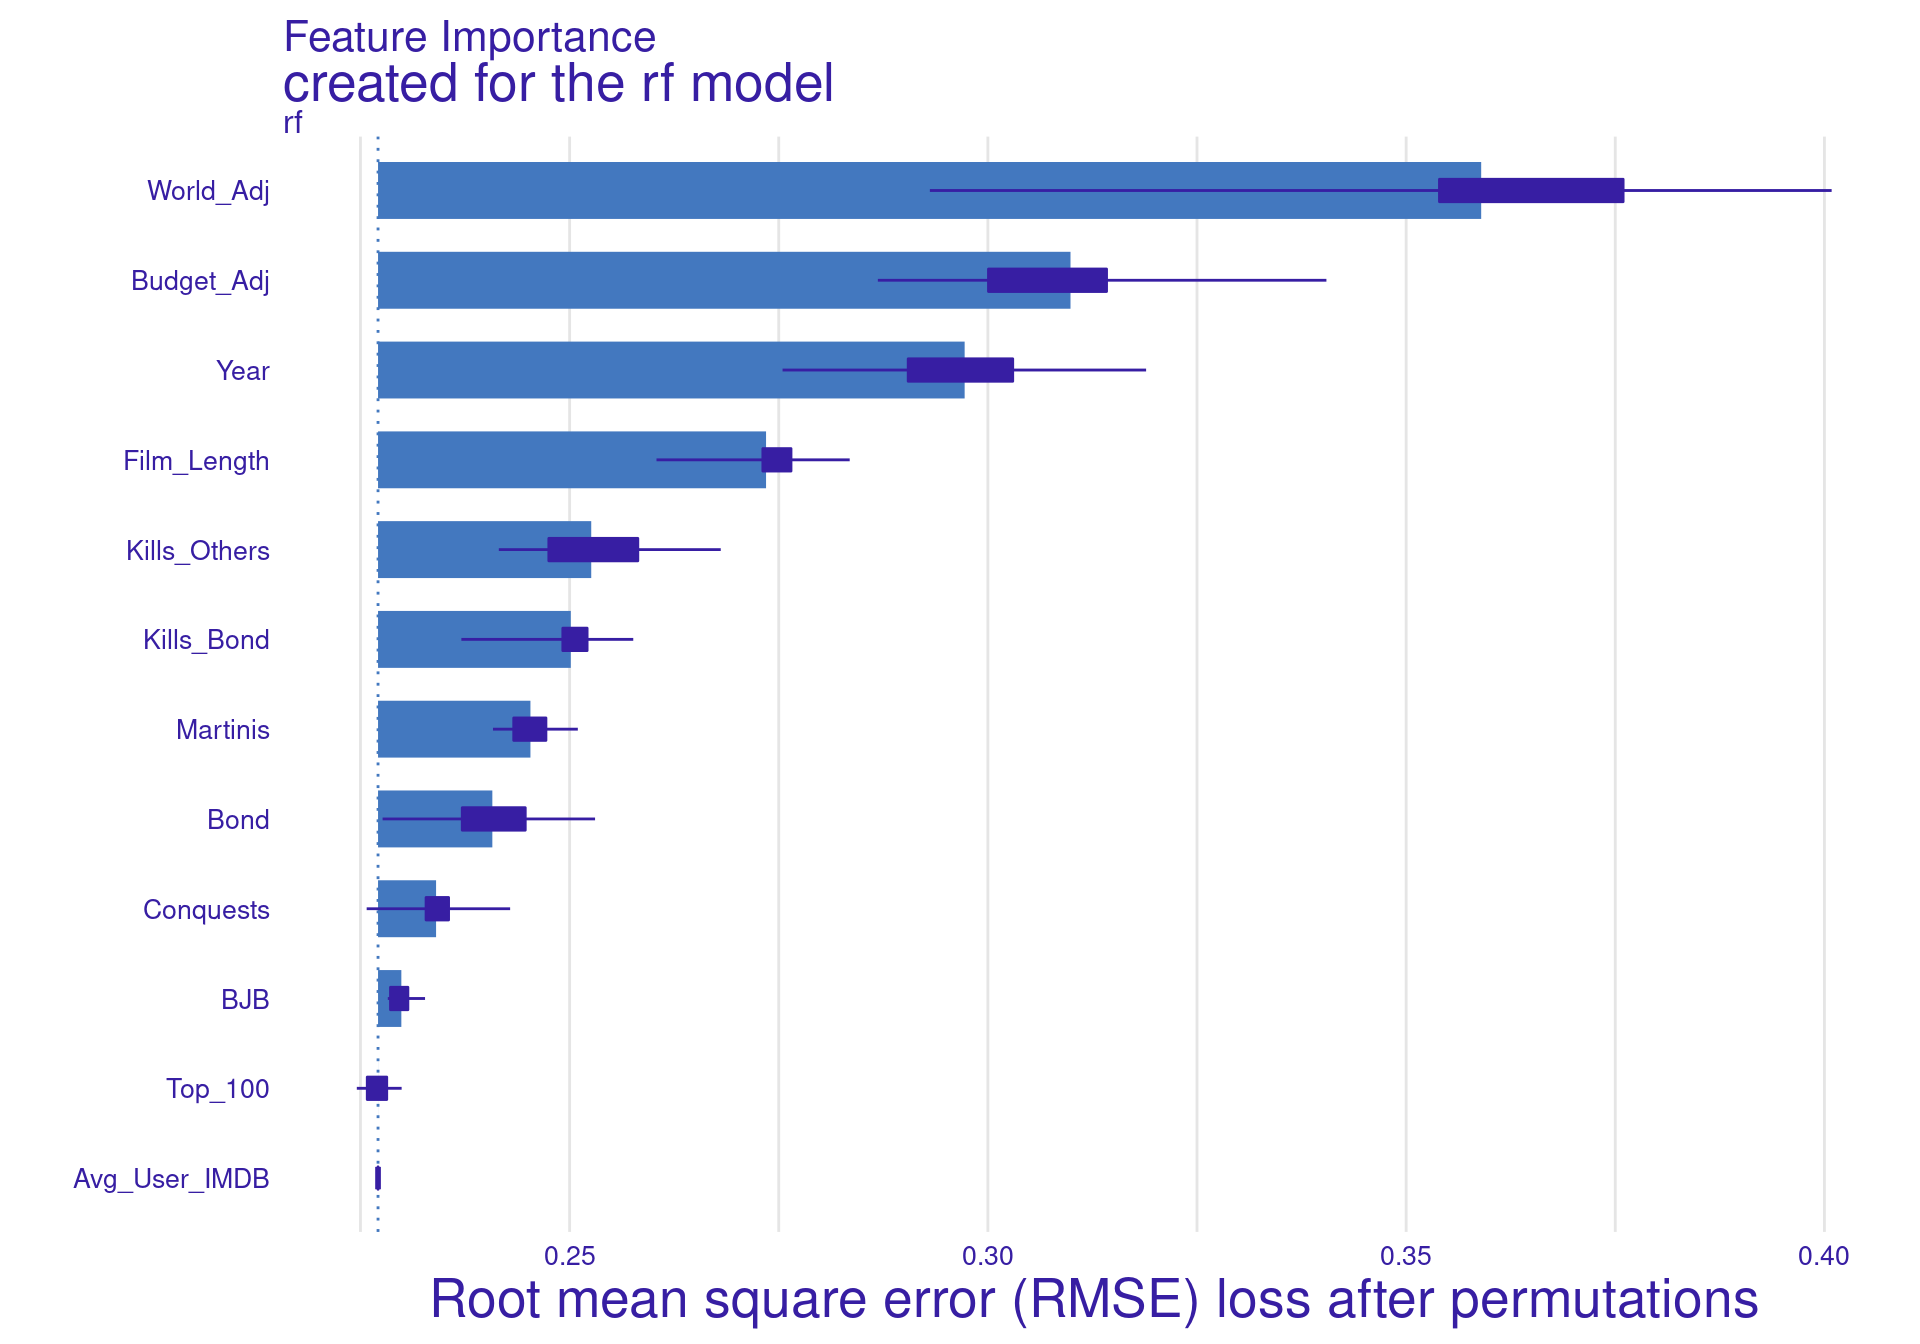 Feature Importance
created for the rf model
rf
World_Adj
Budget_Adj
Year
Film_Length
Kills_Others
Kills_Bond
Martinis
Bond
Conquests
BJB
Top_100
Avg_User_IMDB
0.25 0.30 0.35 0.40
Root mean square error (RMSE) loss after permutations